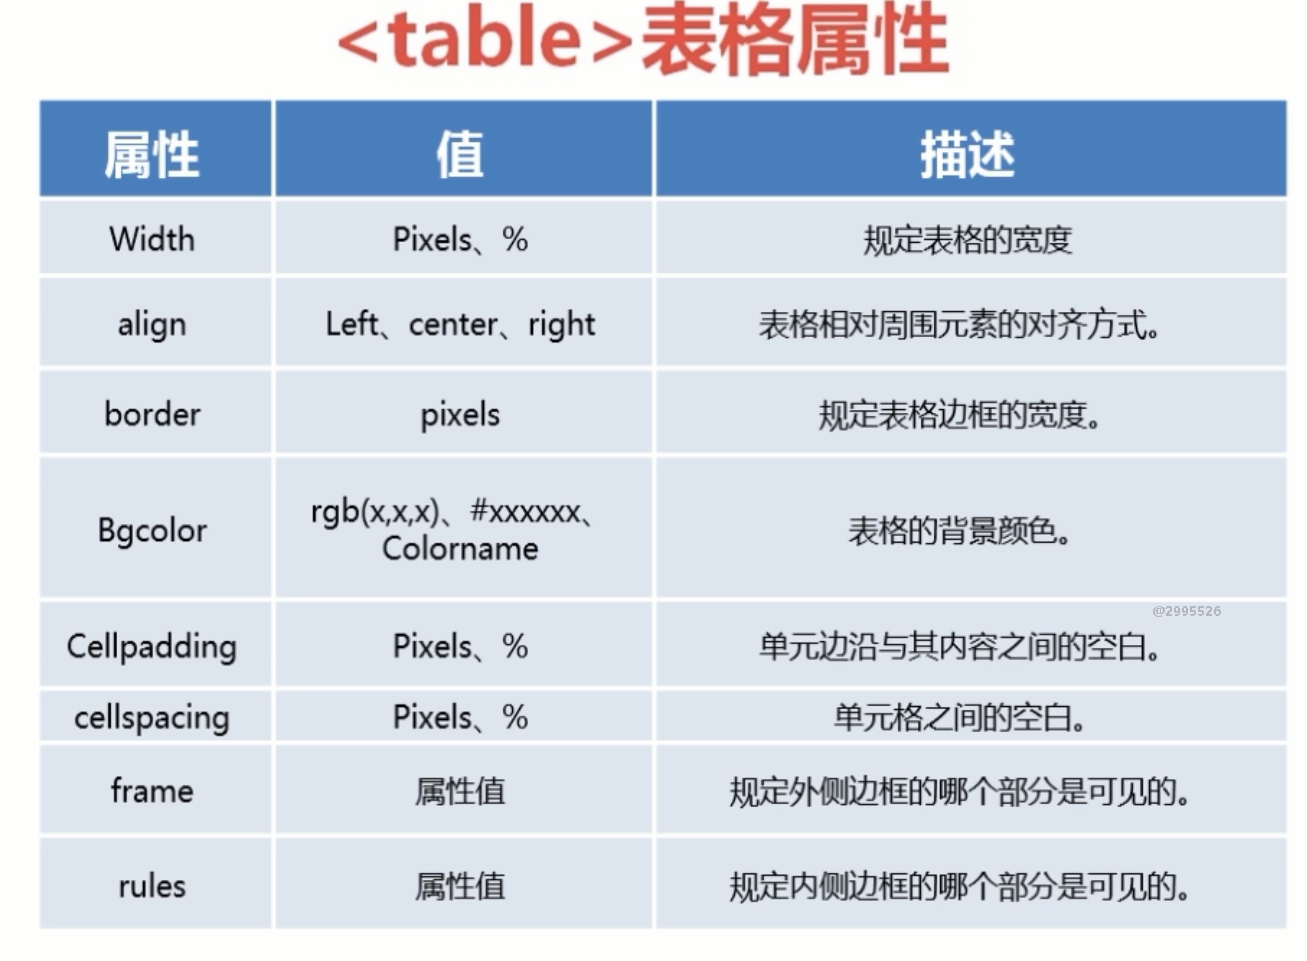 <table>表格属性
属性 值 描述
Width Pixels、% 规定表格的宽度
align Left、center、right 表格相对周围元素的对齐方式。
border pixels 规定表格边框的宽度。
Bgcolor rgb(x,x,x)、#xxxxxx、
Colorname 表格的背景颜色。
@2995526
Cellpadding Pixels、% 单元边沿与其内容之间的空白。
cellspacing Pixels、% 单元格之间的空白。
frame 属性值 规定外侧边框的哪个部分是可见的。
rules 属性值 规定内侧边框的哪个部分是可见的。